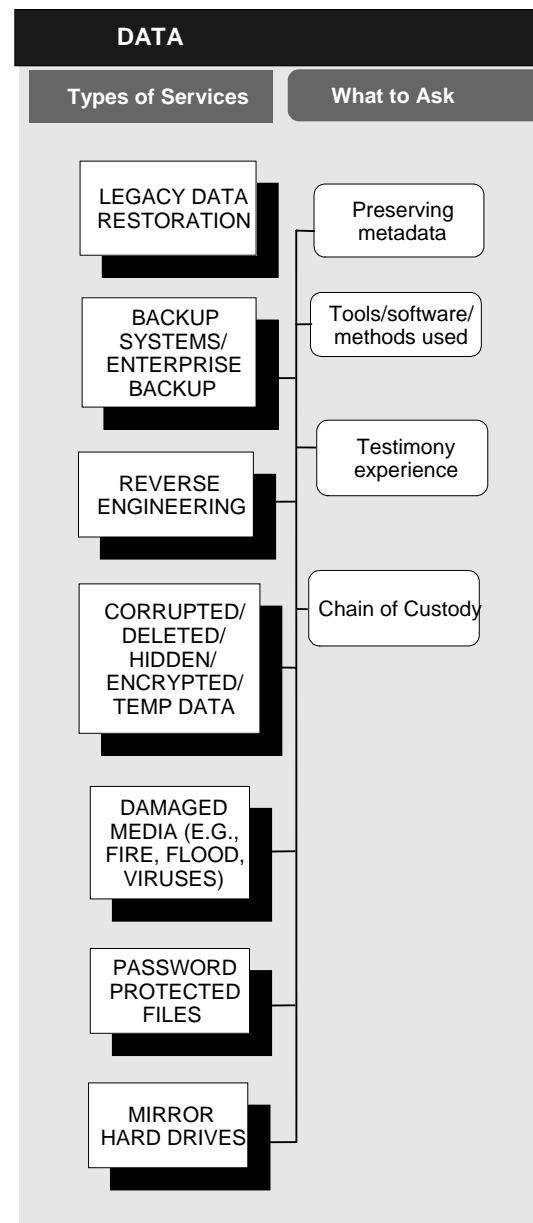 DATA
Types of Services
What to Ask
LEGACY DATA
RESTORATION
BACKUP
SYSTEMS/
ENTERPRISE
BACKUP
REVERSE
ENGINEERING
CORRUPTED/
DELETED/
HIDDEN/
ENCRYPTED/
TEMP DATA
DAMAGED
MEDIA (E.G.,
FIRE, FLOOD,
VIRUSES)
PASSWORD
PROTECTED
FILES
MIRROR
HARD DRIVES
Preserving
metadata
Tools/software/
methods used
Testimony
experience
Chain of Custody